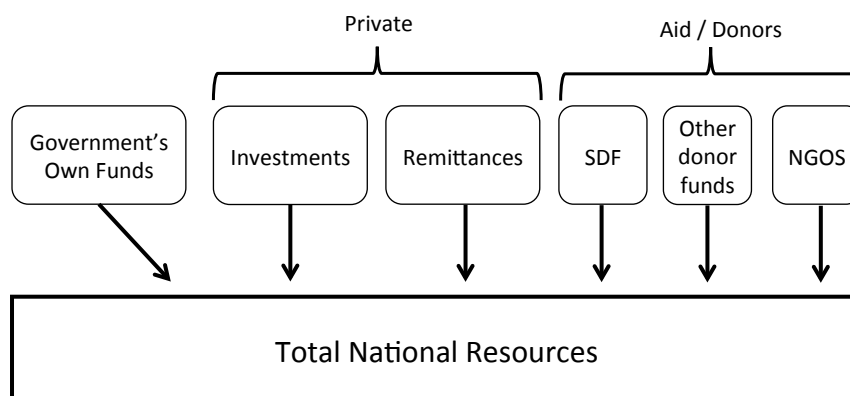 Private
Aid / Donors
Government’s
Own Funds
Investments
Remittances
SDF
Other
donor
funds
NGOS
Total National Resources